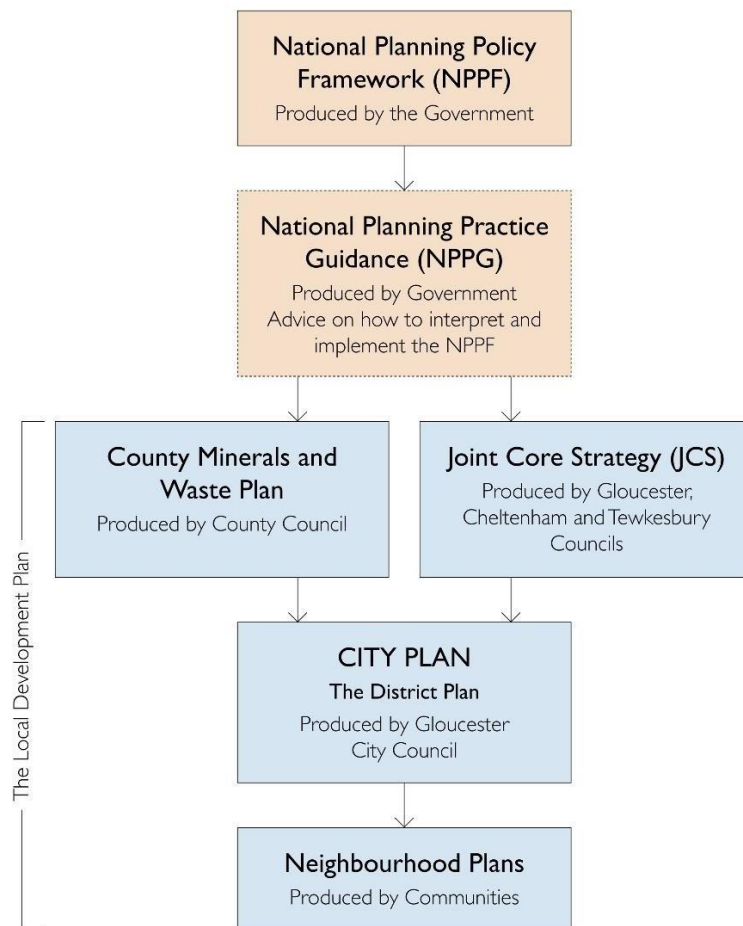 National Planning Policy
Framework (NPPF)
Produced by the Government
National Planning Practice
Guidance (NPPG)
Produced by Government
Advice on how to interpret and
implement the NPPF
County Minerals and
Waste Plan
Produced by County Council
Joint Core Strategy (JCS)
Produced by Gloucester,
Cheltenham and Tewkesbury
Councils
The Local Development Plan
CITY PLAN
The District Plan
Produced by Gloucester
City Council
Neighbourhood Plans
Produced by Communities